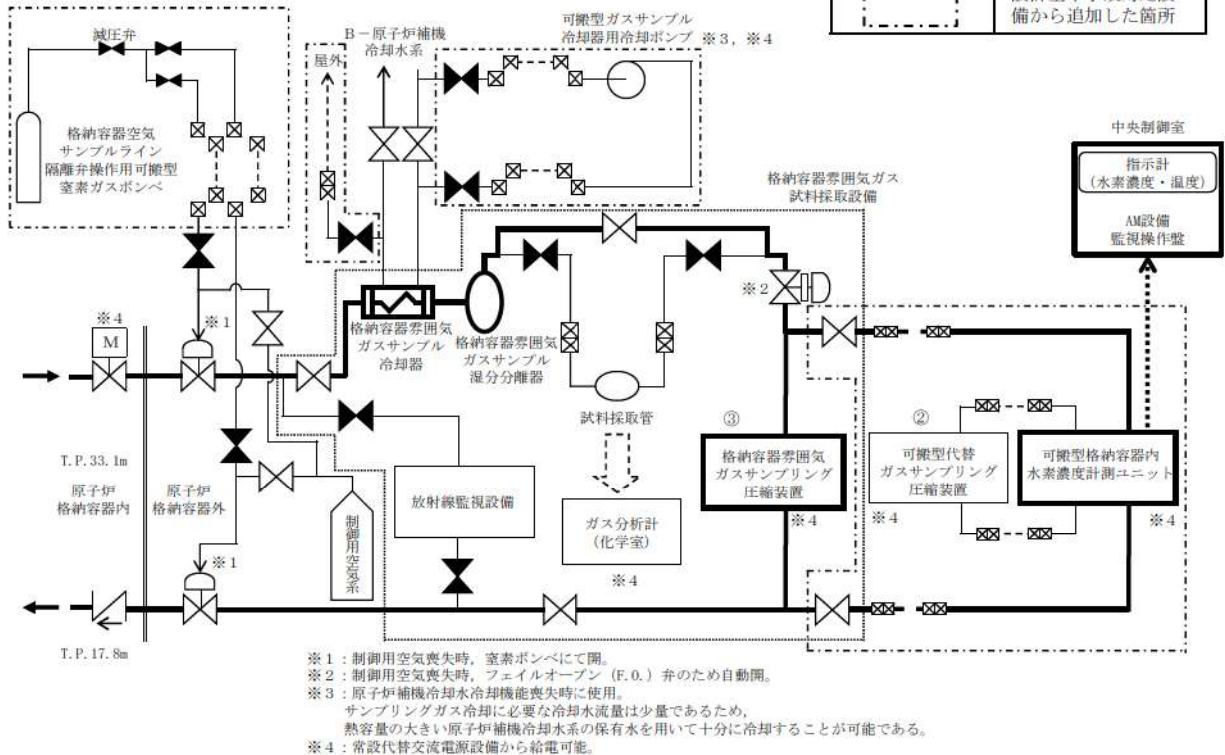 備から追加した箇所
減圧弁
格納容器空気
サンプルライン
隔離弁操作用可搬型
窒素ガスボンベ
屋外
B－原子炉補機
冷却水系
可搬型ガスサンプル
冷却器用冷却ポンプ ※3，※4
中央制御室
指示計
（水素濃度・温度）
AM設備
監視操作盤
格納容器雰囲気ガス
試料採取設備
※4
M
※1
格納容器雰囲気
ガスサンプル
冷却器
格納容器雰囲気
ガスサンプル
湿分分離器
※2
試料採取管
T.P.33.1m
原子炉
格納容器内
原子炉
格納容器外
制御用空気系
放射線監視設備
ガス分析計
（化学室）
※4
③
格納容器雰囲気
ガスサンプリング
圧縮装置
※4
②
可搬型代替
ガスサンプリング
圧縮装置
※4
可搬型格納容器内
水素濃度計測ユニット
※4
※1
T.P.17.8m
※1：制御用空気喪失時，窒素ボンベにて開。
※2：制御用空気喪失時，フェイルオープン（F.O.）弁のため自動開。
※3：原子炉補機冷却水冷却機能喪失時に使用。
サンプリングガス冷却に必要な冷却水流量は少量であるため，
熱容量の大きい原子炉補機冷却水系の保有水を用いて十分に冷却することが可能である。
※4：常設代替交流電源設備から給電可能。